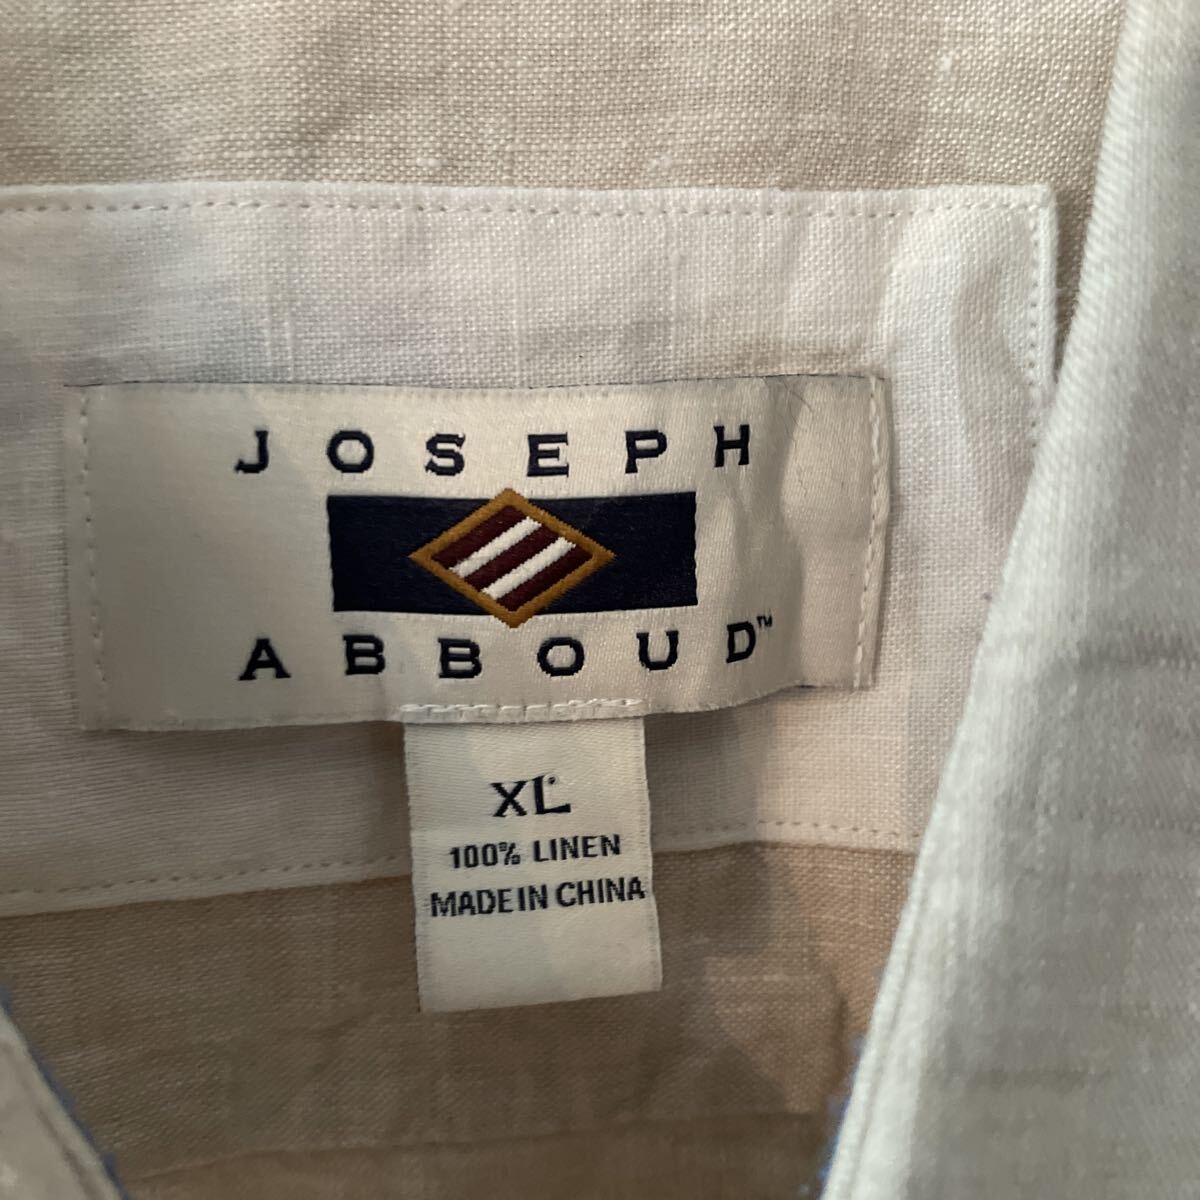 JOSEPH
ABBOUD™
XL
100% LINEN
MADE IN CHINA